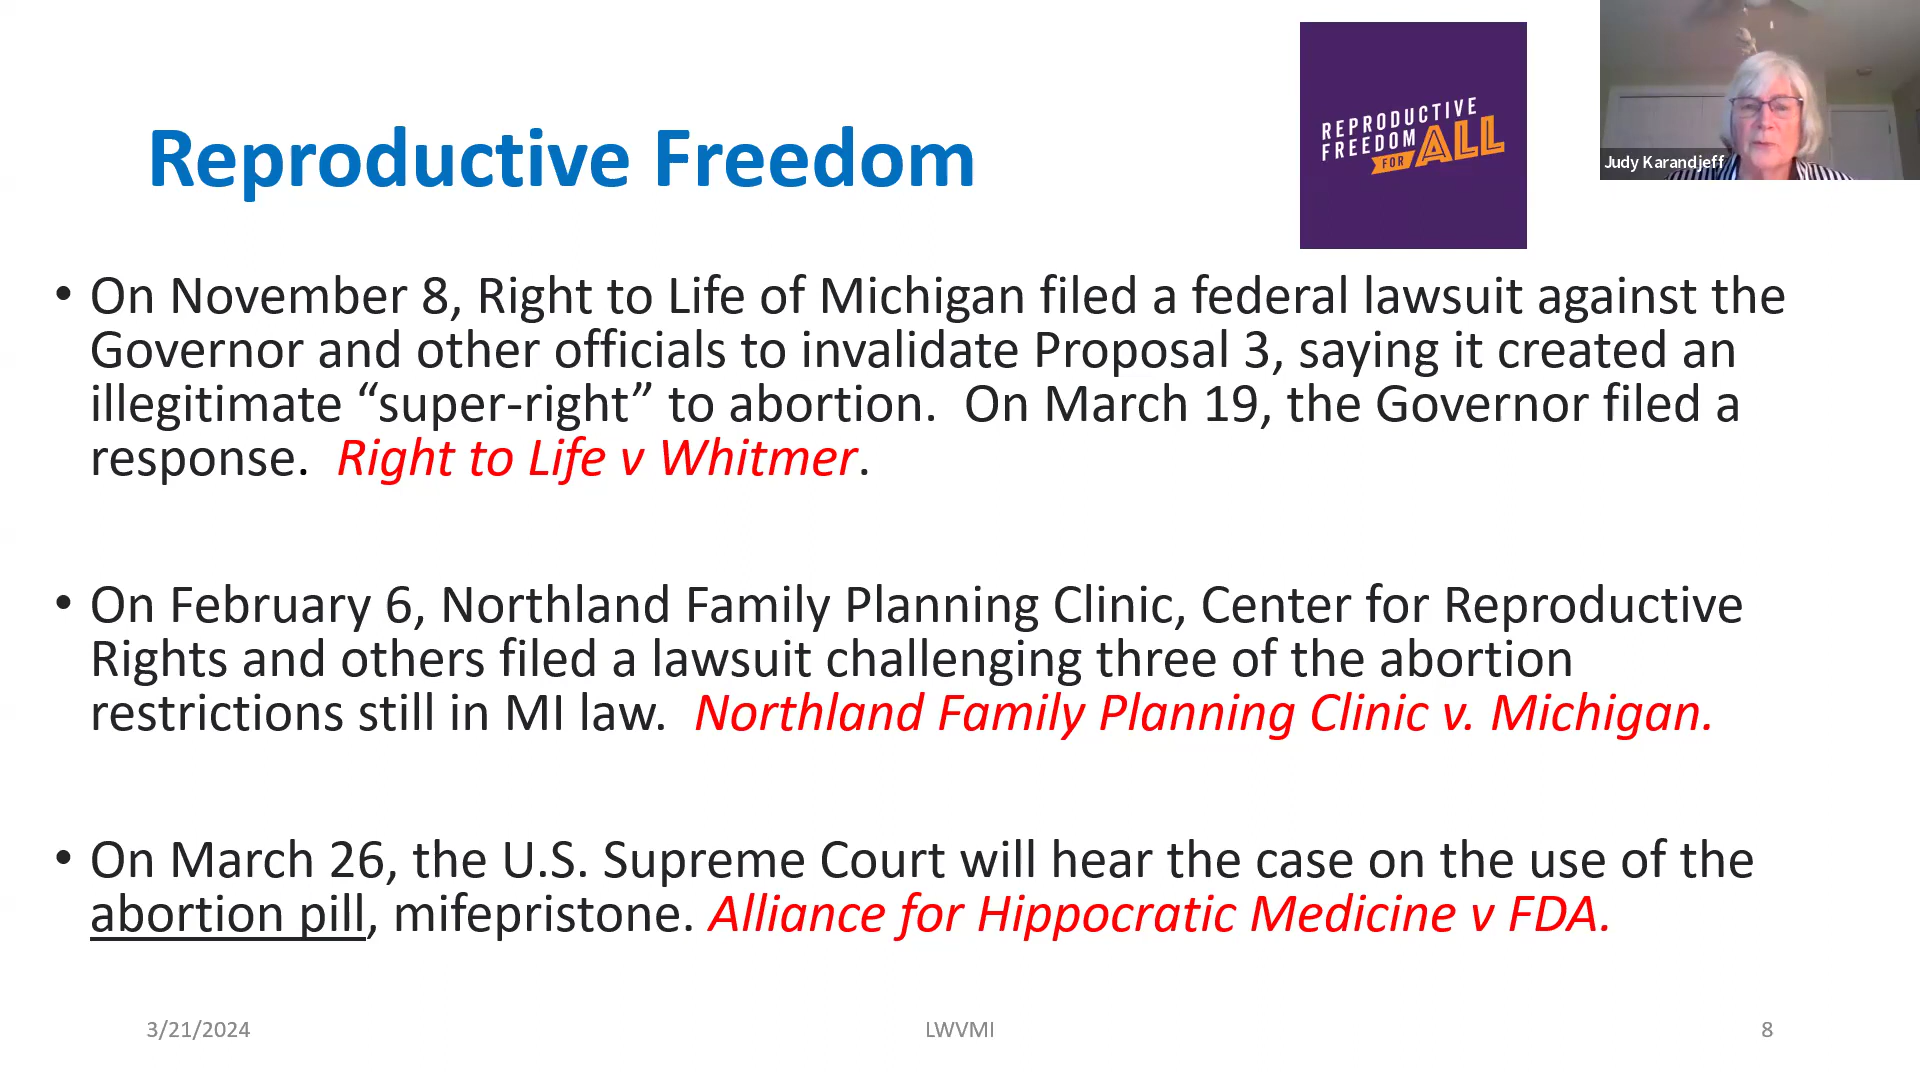 REPRODUCTIVE
FREEDOM
FOR ALL
Judy Karandjeff
Reproductive Freedom
• On November 8, Right to Life of Michigan filed a federal lawsuit against the
Governor and other officials to invalidate Proposal 3, saying it created an
illegitimate “super-right” to abortion.  On March 19, the Governor filed a
response.  Right to Life v Whitmer.
• On February 6, Northland Family Planning Clinic, Center for Reproductive
Rights and others filed a lawsuit challenging three of the abortion
restrictions still in MI law.  Northland Family Planning Clinic v. Michigan.
• On March 26, the U.S. Supreme Court will hear the case on the use of the
abortion pill, mifepristone. Alliance for Hippocratic Medicine v FDA.
3/21/2024
LWVMI
8